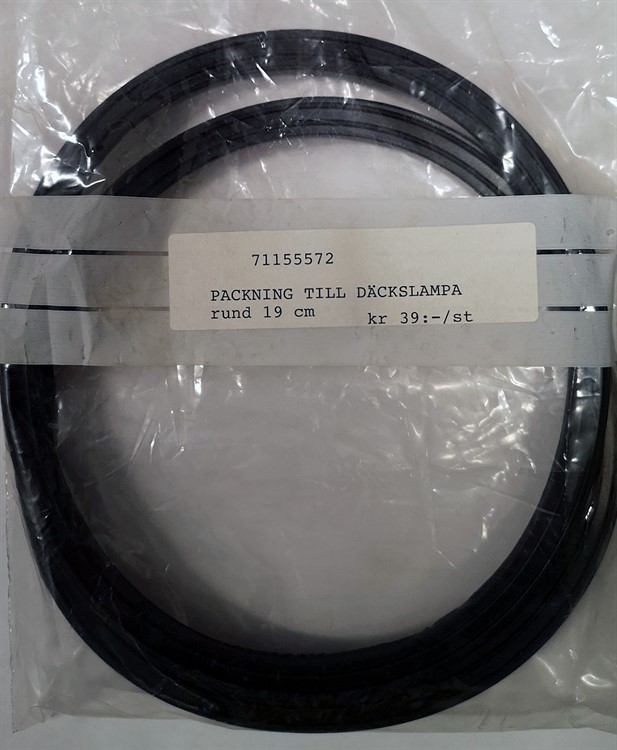 71155572
PACKNING TILL DÄCKSLAMPA
rund 19 cm kr 39:-/st